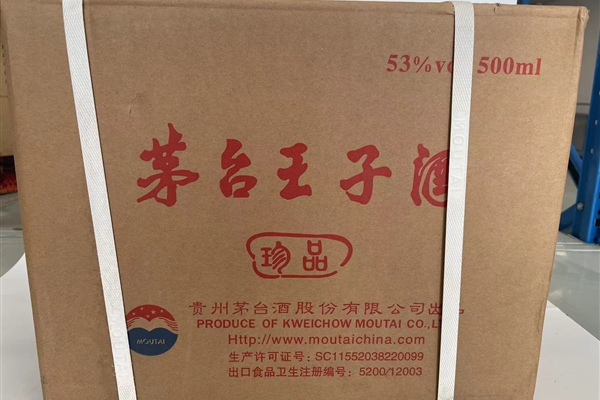 53%vo 500ml
茅台王子酒
珍品
贵州茅台酒股份有限公司出品
PRODUCE OF KWEICHOW MOUTAI CO.,L
Http://www.moutaichina.com
生产许可证号: SC11552038220099
出口食品卫生注册编号: 5200/12003
MOUTAI